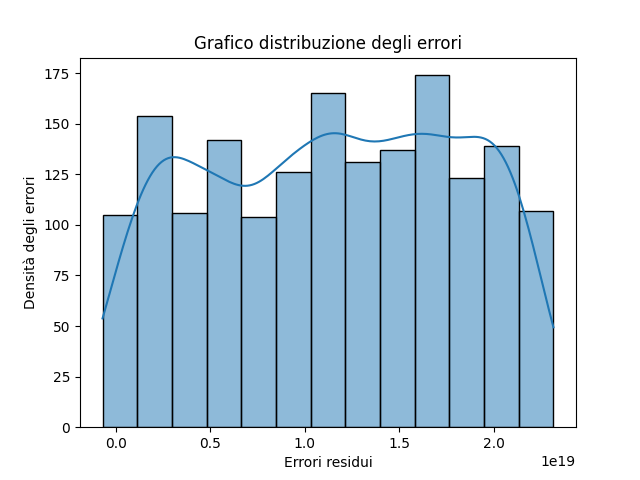 Grafico distribuzione degli errori
175
150
125
100
75
50
25
0
Densità degli errori
0.0 0.5 1.0 1.5 2.0
1e19
Errori residui